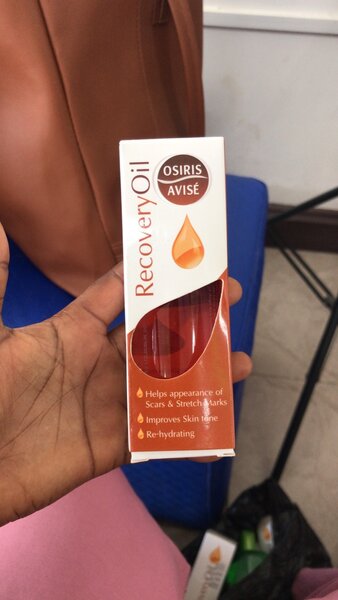 OSIRIS
AVISÉ
RecoveryOil
Helps appearance of
Scars & Stretch Marks
Improves Skin tone
Re-hydrating